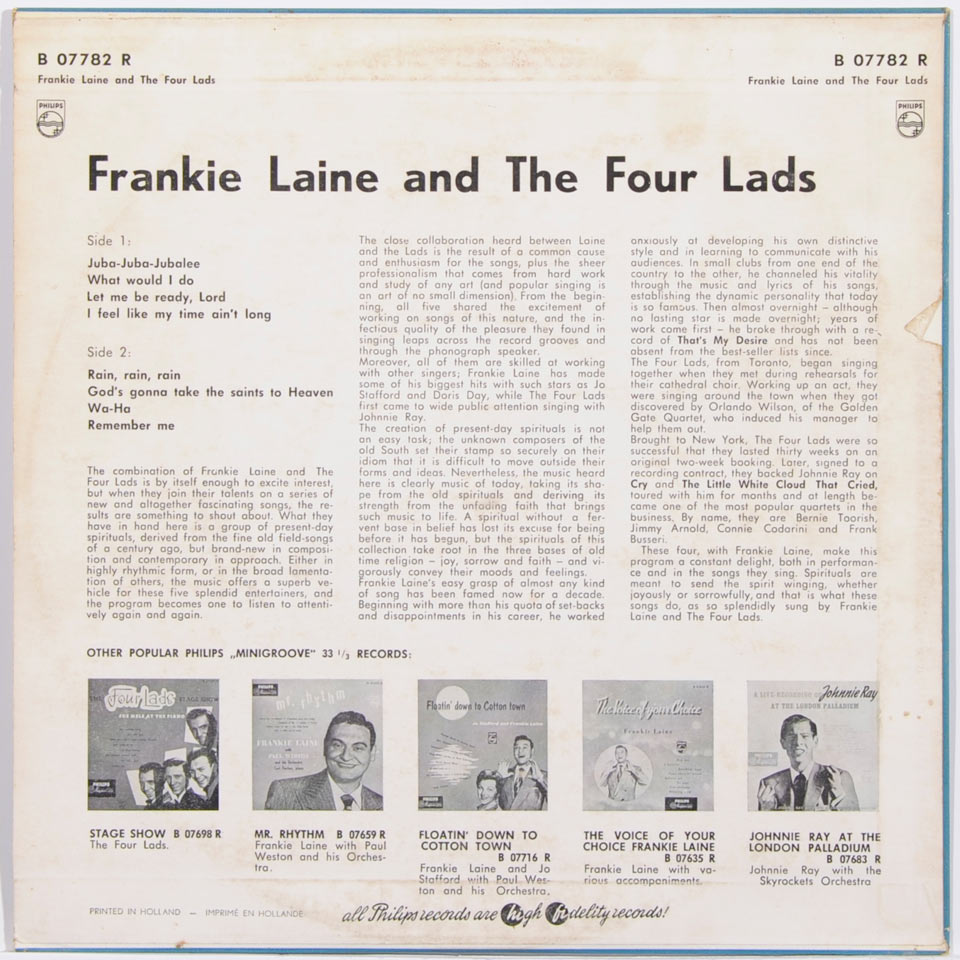 B 07782 R
Frankie Laine and The Four Lads
PHILIPS
B 07782 R
Frankie Laine and The Four Lads
PHILIPS
Frankie Laine and The Four Lads
Side 1:
Juba-Juba-Jubalee
What would I do
Let me be ready, Lord
I feel like my time ain't long
Side 2:
Rain, rain, rain
God's gonna take the saints to Heaven
Wa-Ha
Remember me
The combination of Frankie Laine and The
Four Lads is by itself enough to excite interest,
but when they join their talents on a series of
new and altogether fascinating songs, the re-
sults are something to shout about. What they
have in hand here is a group of present-day
spirituals, derived from the fine old field-songs
of a century ago, but brand-new in composi-
tion and contemporary in approach. Either in
highly rhythmic form, or in the broad lamenta-
tion of others, the music offers a superb ve-
hicle for these five splendid entertainers, and
the program becomes one to listen to attenti-
vely again and again.
The close collaboration heard between Laine
and the Lads is the result of a common cause
and enthusiasm for the songs, plus the sheer
professionalism that comes from hard work
and study of any art (and popular singing is
an art of no small dimension). From the begin-
ning, all five shared the excitement of
working on songs of this nature, and the in-
fectious quality of the pleasure they found in
singing leaps across the record grooves and
through the phonograph speaker.
Moreover, all of them are skilled at working
with other singers; Frankie Laine has made
some of his biggest hits with such stars as Jo
Stafford and Doris Day, while The Four Lads
first came to wide public attention singing with
Johnnie Ray.
The creation of present-day spirituals is not
an easy task; the unknown composers of the
old South set their stamp so securely on their
idiom that it is difficult to move outside their
forms and ideas. Nevertheless, the music heard
here is clearly music of today, taking its sha-
pe from the old spirituals and deriving its
strength from the unfading faith that brings
such music to life. A spiritual without a fer-
vent base in belief has lost its excuse for being
before it has begun, but the spirituals of this
collection take root in the three bases of old
time religion – joy, sorrow and faith – and vi-
gorously convey their moods and feelings.
Frankie Laine's easy grasp of almost any kind
of song has been famed now for a decade.
Beginning with more than his quota of set-backs
and disappointments in his career, he worked
anxiously at developing his own distinctive
style and in learning to communicate with his
audiences. In small clubs from one end of the
country to the other, he channeled his vitality
through the music and lyrics of his songs,
establishing the dynamic personality that today
is so famous. Then almost overnight – although
no lasting star is made overnight; years of
work come first – he broke through with a re-
cord of That's My Desire and has not been
absent from the best-seller lists since.
The Four Lads, from Toronto, began singing
together when they met during rehearsals for
their cathedral choir. Working up an act, they
were singing around the town when they got
discovered by Orlando Wilson, of the Golden
Gate Quartet, who induced his manager to
help them out.
Brought to New York, The Four Lads were so
successful that they lasted thirty weeks on an
original two-week booking. Later, signed to a
recording contract, they backed Johnnie Ray on
Cry and The Little White Cloud That Cried,
toured with him for months and at length be-
came one of the most popular quartets in the
business. By name, they are Bernie Toorish,
Jimmy Arnold, Connie Codarini and Frank
Busseri.
These four, with Frankie Laine, make this
program a constant delight, both in performan-
ce and in the songs they sing. Spirituals are
meant to send the spirit winging, whether
joyously or sorrowfully, and that is what these
songs do, as so splendidly sung by Frankie
Laine and The Four Lads.
OTHER POPULAR PHILIPS „MINIGROOVE" 33 1/3 RECORDS:
four Lads STAGE SHOW
mr. rhythm
FRANKIE LAINE
PAUL WESTON
Floatin' down to Cotton town
Jo Stafford and Frankie Laine
The Voice of your Choice
Frankie Laine
A LIVE-RECORDING OF Johnnie Ray
AT THE LONDON PALLADIUM
STAGE SHOW B 07698 R
The Four Lads.
MR. RHYTHM B 07659 R
Frankie Laine with Paul
Weston and his Orches-
tra.
FLOATIN' DOWN TO
COTTON TOWN
B 07716 R
Frankie Laine and Jo
Stafford with Paul Wes-
ton and his Orchestra.
THE VOICE OF YOUR
CHOICE FRANKIE LAINE
B 07635 R
Frankie Laine with va-
rious accompaniments.
JOHNNIE RAY AT THE
LONDON PALLADIUM
B 07683 R
Johnnie Ray with the
Skyrockets Orchestra
PRINTED IN HOLLAND – IMPRIMÉ EN HOLLANDE
all Philips records are high fidelity records!